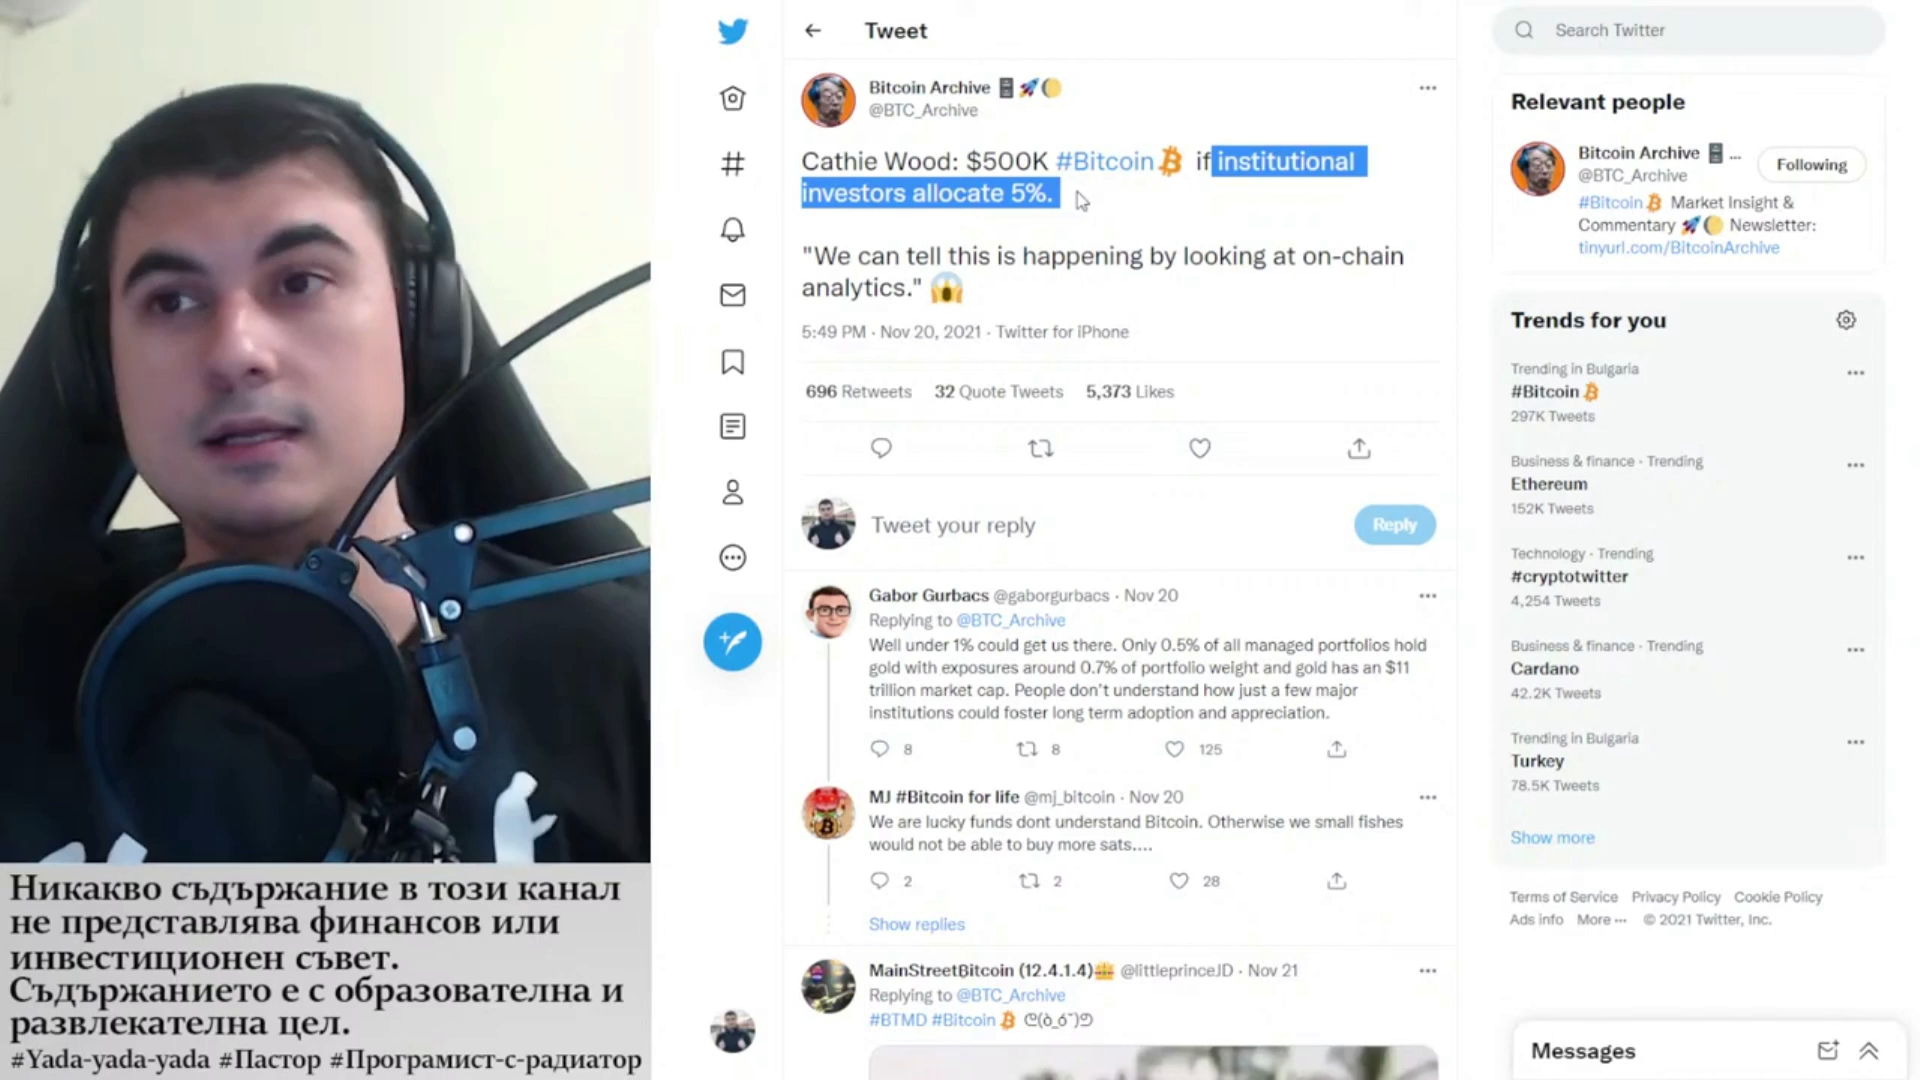 Никакво съдържание в този канал
не представлява финансов или
инвестиционен съвет.
Съдържанието е с образователна и
развлекателна цел.
#Yada-yada-yada #Пастор #Програмист-с-радиатор
Tweet
Bitcoin Archive
@BTC_Archive
Cathie Wood: $500K #Bitcoin if institutional
investors allocate 5%.
"We can tell this is happening by looking at on-chain
analytics."
5:49 PM · Nov 20, 2021 · Twitter for iPhone
696 Retweets 32 Quote Tweets 5,373 Likes
Tweet your reply
Reply
Gabor Gurbacs @gaborgurbacs · Nov 20
Replying to @BTC_Archive
Well under 1% could get us there. Only 0.5% of all managed portfolios hold
gold with exposures around 0.7% of portfolio weight and gold has an $11
trillion market cap. People don't understand how just a few major
institutions could foster long term adoption and appreciation.
8 8 125
MJ #Bitcoin for life @mj_bitcoin · Nov 20
We are lucky funds dont understand Bitcoin. Otherwise we small fishes
would not be able to buy more sats....
2 2 28
Show replies
MainStreetBitcoin (12.4.1.4) @littleprinceJD · Nov 21
Replying to @BTC_Archive
#BTMD #Bitcoin
Search Twitter
Relevant people
Bitcoin Archive ...
@BTC_Archive
Following
#Bitcoin Market Insight &
Commentary Newsletter:
tinyurl.com/BitcoinArchive
Trends for you
Trending in Bulgaria
#Bitcoin
297K Tweets
Business & finance · Trending
Ethereum
152K Tweets
Technology · Trending
#cryptotwitter
4,254 Tweets
Business & finance · Trending
Cardano
42.2K Tweets
Trending in Bulgaria
Turkey
78.5K Tweets
Show more
Terms of Service Privacy Policy Cookie Policy
Ads info More ··· © 2021 Twitter, Inc.
Messages